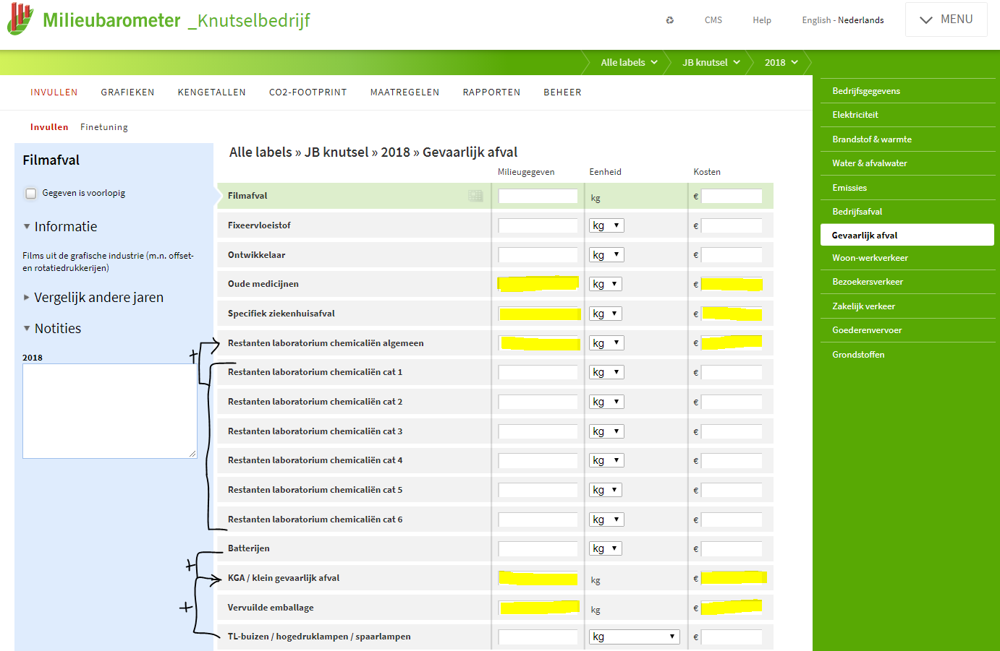 Milieubarometer _Knutselbedrijf
CMS Help English - Nederlands MENU
Alle labels JB knutsel 2018
INVULLEN GRAFIEKEN KENGETALLEN CO2-FOOTPRINT MAATREGELEN RAPPORTEN BEHEER
Invullen Finetuning
Filmafval
Gegeven is voorlopig
Informatie
Films uit de grafische industrie (m.n. offset-
en rotatiedrukkerijen)
Vergelijk andere jaren
Notities
2018
Alle labels » JB knutsel » 2018 » Gevaarlijk afval
Milieugegeven Eenheid Kosten
Filmafval kg €
Fixeervloeistof kg €
Ontwikkelaar kg €
Oude medicijnen kg €
Specifiek ziekenhuisafval kg €
+ Restanten laboratorium chemicaliën algemeen kg €
Restanten laboratorium chemicaliën cat 1 kg €
Restanten laboratorium chemicaliën cat 2 kg €
Restanten laboratorium chemicaliën cat 3 kg €
Restanten laboratorium chemicaliën cat 4 kg €
Restanten laboratorium chemicaliën cat 5 kg €
Restanten laboratorium chemicaliën cat 6 kg €
Batterijen kg €
+ KGA / klein gevaarlijk afval kg €
+ Vervuilde emballage kg €
TL-buizen / hogedruklampen / spaarlampen kg €
Bedrijfsgegevens
Elektriciteit
Brandstof & warmte
Water & afvalwater
Emissies
Bedrijfsafval
Gevaarlijk afval
Woon-werkverkeer
Bezoekersverkeer
Zakelijk verkeer
Goederenvervoer
Grondstoffen